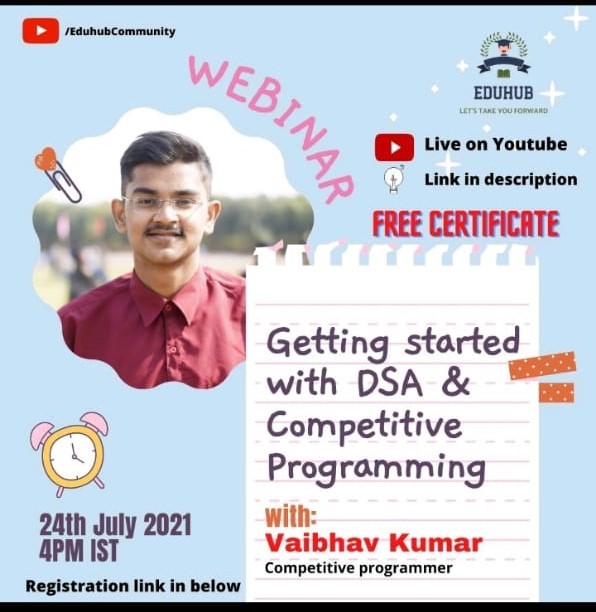 /EduhubCommunity
WEBINAR
EDUHUB
LET'S TAKE YOU FORWARD
Live on Youtube
Link in description
FREE CERTIFICATE
Getting started
with DSA &
Competitive
Programming
with:
Vaibhav Kumar
Competitive programmer
24th July 2021
4PM IST
Registration link in below